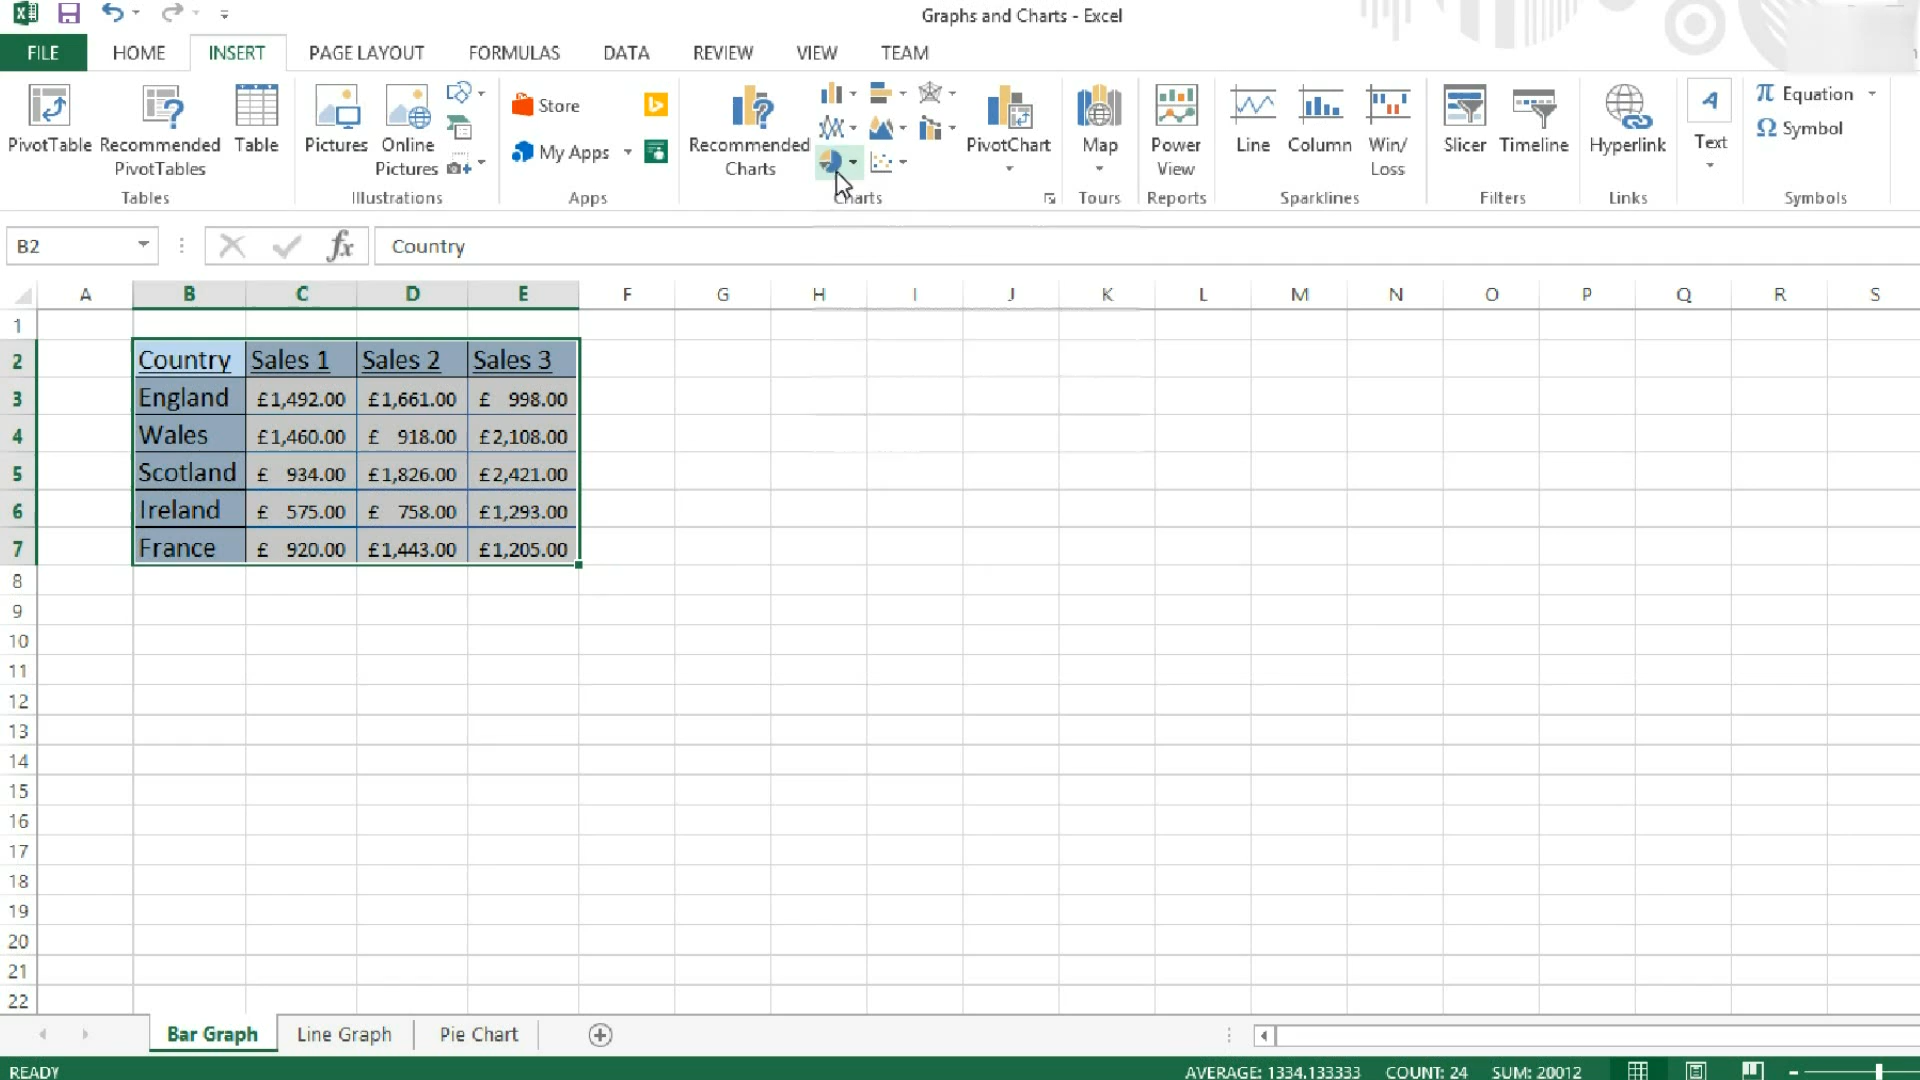 Graphs and Charts - Excel
FILE HOME INSERT PAGE LAYOUT FORMULAS DATA REVIEW VIEW TEAM
PivotTable Recommended PivotTables Table
Pictures Online Pictures
Store
My Apps
Recommended Charts
PivotChart
Map
Power View
Line Column Win/Loss
Slicer Timeline
Hyperlink
Text
π Equation
Ω Symbol
Tables Illustrations Apps Charts Tours Reports Sparklines Filters Links Symbols
B2 fx Country
A B C D E F G H I J K L M N O P Q R S
1
2 Country Sales 1 Sales 2 Sales 3
3 England £1,492.00 £1,661.00 £ 998.00
4 Wales £1,460.00 £ 918.00 £2,108.00
5 Scotland £ 934.00 £1,826.00 £2,421.00
6 Ireland £ 575.00 £ 758.00 £1,293.00
7 France £ 920.00 £1,443.00 £1,205.00
8
9
10
11
12
13
14
15
16
17
18
19
20
21
22
Bar Graph Line Graph Pie Chart
READY AVERAGE: 1334.133333 COUNT: 24 SUM: 20012